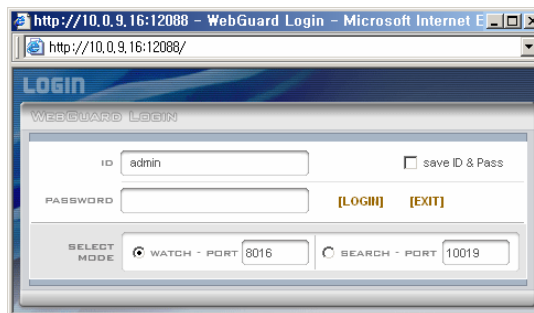 http://10.0.9.16:12088 - WebGuard Login - Microsoft Internet E
http://10.0.9.16:12088/
LOGIN
WEBGUARD LOGIN
ID admin save ID & Pass
PASSWORD [LOGIN] [EXIT]
SELECT MODE WATCH - PORT 8016 SEARCH - PORT 10019